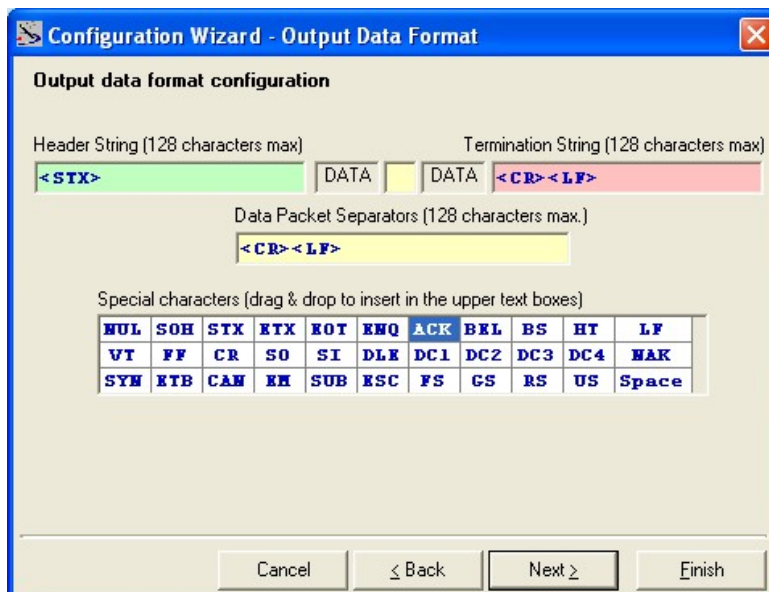 Configuration Wizard - Output Data Format
Output data format configuration
Header String (128 characters max) Termination String (128 characters max)
<STX> DATA DATA <CR><LF>
Data Packet Separators (128 characters max.)
<CR><LF>
Special characters (drag & drop to insert in the upper text boxes)
NUL SOH STX ETX EOT ENQ ACK BEL BS HT LF
VT FF CR SO SI DLE DC1 DC2 DC3 DC4 NAK
SYN ETB CAN EM SUB ESC FS GS RS US Space
Cancel < Back Next > Finish